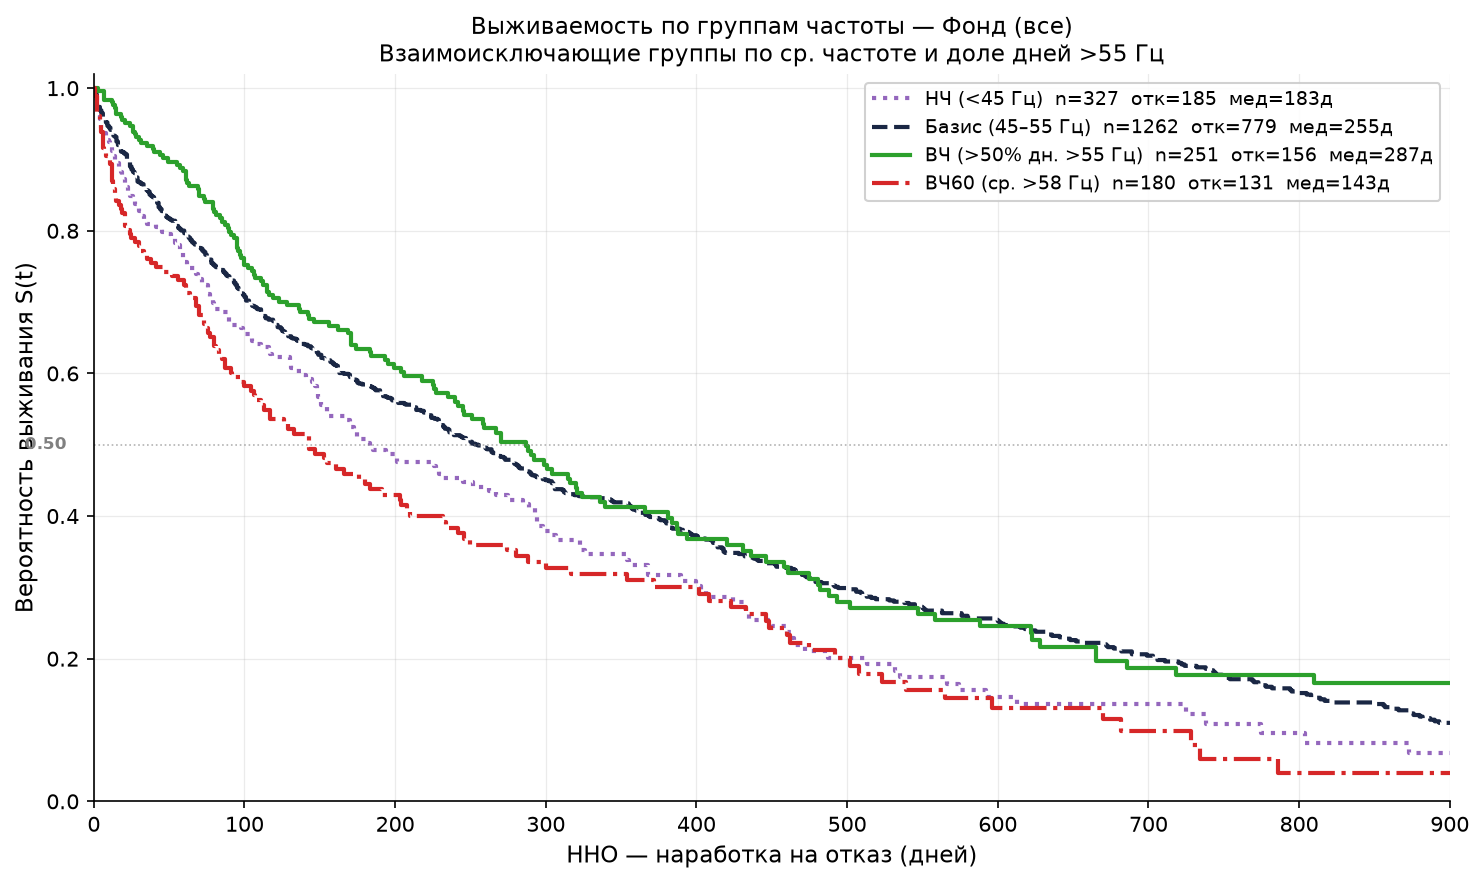 Выживаемость по группам частоты — Фонд (все)
Взаимоисключающие группы по ср. частоте и доле дней >55 Гц
НЧ (<45 Гц)  n=327  отк=185  мед=183д
Базис (45–55 Гц)  n=1262  отк=779  мед=255д
ВЧ (>50% дн. >55 Гц)  n=251  отк=156  мед=287д
ВЧ60 (ср. >58 Гц)  n=180  отк=131  мед=143д
Вероятность выживания S(t)
1.0
0.8
0.6
0.50
0.4
0.2
0.0
0 100 200 300 400 500 600 700 800 900
ННО — наработка на отказ (дней)